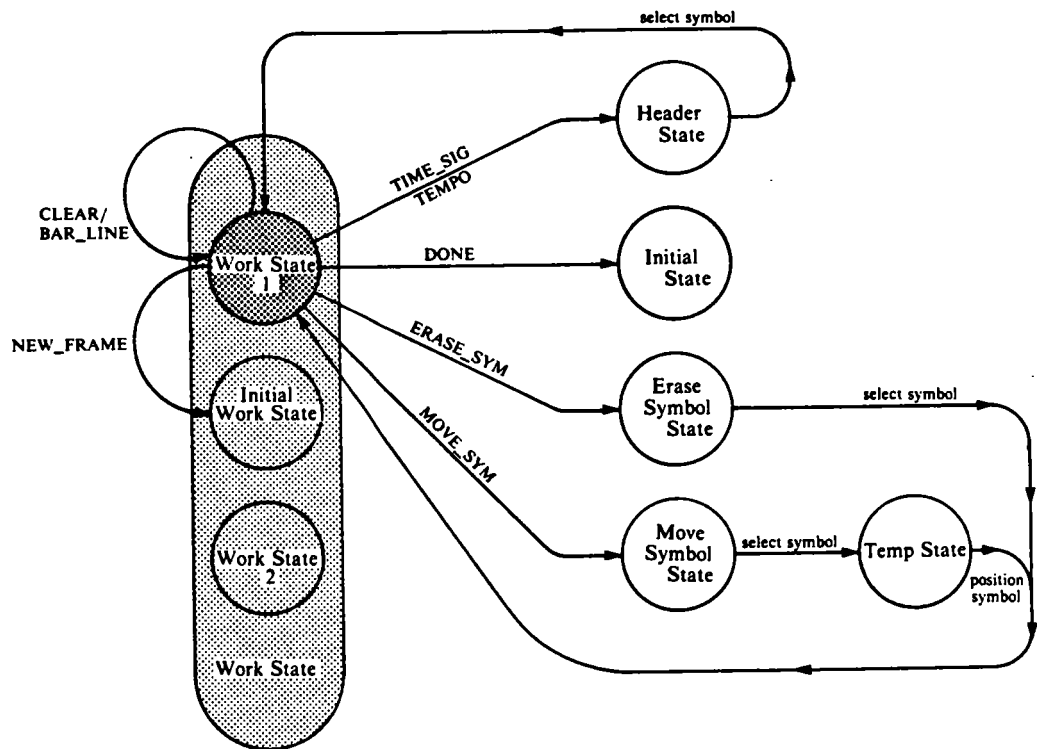 select symbol
Header
State
TIME_SIG
TEMPO
CLEAR/
BAR_LINE
Work State
1
DONE
Initial
State
NEW_FRAME
ERASE_SYM
Initial
Work State
Erase
Symbol
State
select symbol
MOVE_SYM
Work State
2
Move
Symbol
State
select symbol
Temp State
position
symbol
Work State